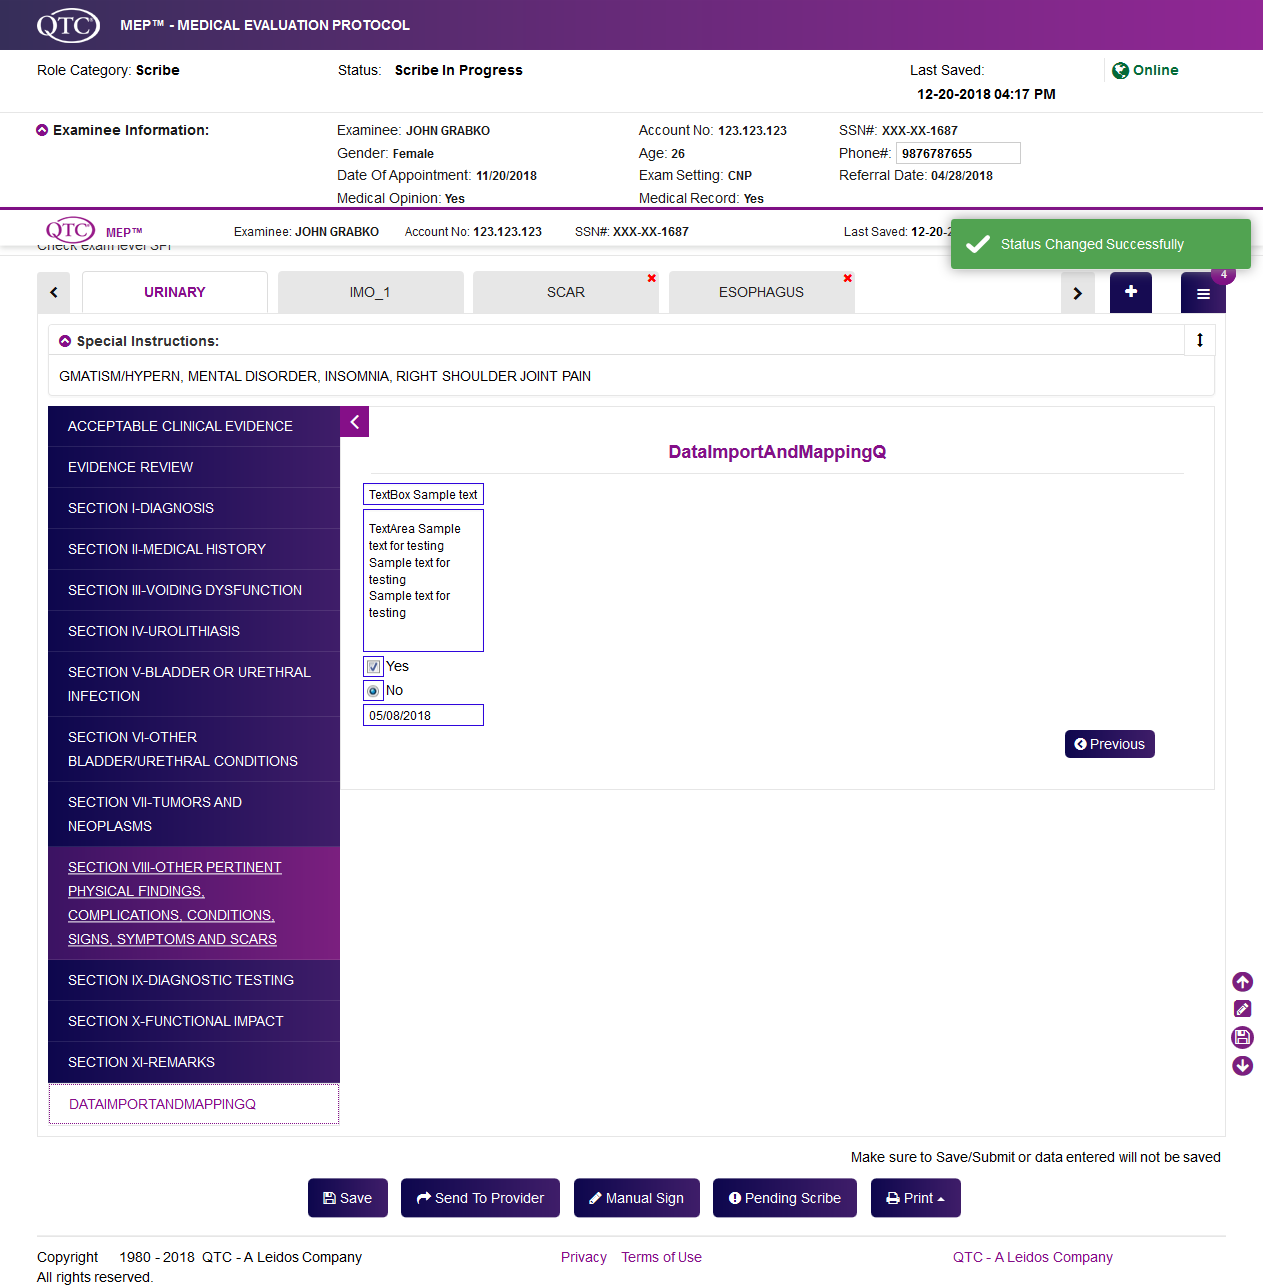 QTC® MEP™ - MEDICAL EVALUATION PROTOCOL
Role Category: Scribe Status: Scribe In Progress Last Saved: Online
12-20-2018 04:17 PM
Examinee Information: Examinee: JOHN GRABKO Account No: 123.123.123 SSN#: XXX-XX-1687
Gender: Female Age: 26 Phone#: 9876787655
Date Of Appointment: 11/20/2018 Exam Setting: CNP Referral Date: 04/28/2018
Medical Opinion: Yes Medical Record: Yes
QTC MEP™ Examinee: JOHN GRABKO Account No: 123.123.123 SSN#: XXX-XX-1687 Last Saved: 12-20-2
Status Changed Successfully
Check exam level SPI
URINARY IMO_1 SCAR ESOPHAGUS 4
Special Instructions:
GMATISM/HYPERN, MENTAL DISORDER, INSOMNIA, RIGHT SHOULDER JOINT PAIN
ACCEPTABLE CLINICAL EVIDENCE
EVIDENCE REVIEW
SECTION I-DIAGNOSIS
SECTION II-MEDICAL HISTORY
SECTION III-VOIDING DYSFUNCTION
SECTION IV-UROLITHIASIS
SECTION V-BLADDER OR URETHRAL
INFECTION
SECTION VI-OTHER
BLADDER/URETHRAL CONDITIONS
SECTION VII-TUMORS AND
NEOPLASMS
SECTION VIII-OTHER PERTINENT
PHYSICAL FINDINGS,
COMPLICATIONS, CONDITIONS,
SIGNS, SYMPTOMS AND SCARS
SECTION IX-DIAGNOSTIC TESTING
SECTION X-FUNCTIONAL IMPACT
SECTION XI-REMARKS
DATAIMPORTANDMAPPINGQ
DataImportAndMappingQ
TextBox Sample text
TextArea Sample
text for testing
Sample text for
testing
Sample text for
testing
Yes
No
05/08/2018
Previous
Make sure to Save/Submit or data entered will not be saved
Save Send To Provider Manual Sign Pending Scribe Print
Copyright 1980 - 2018 QTC - A Leidos Company Privacy Terms of Use QTC - A Leidos Company
All rights reserved.